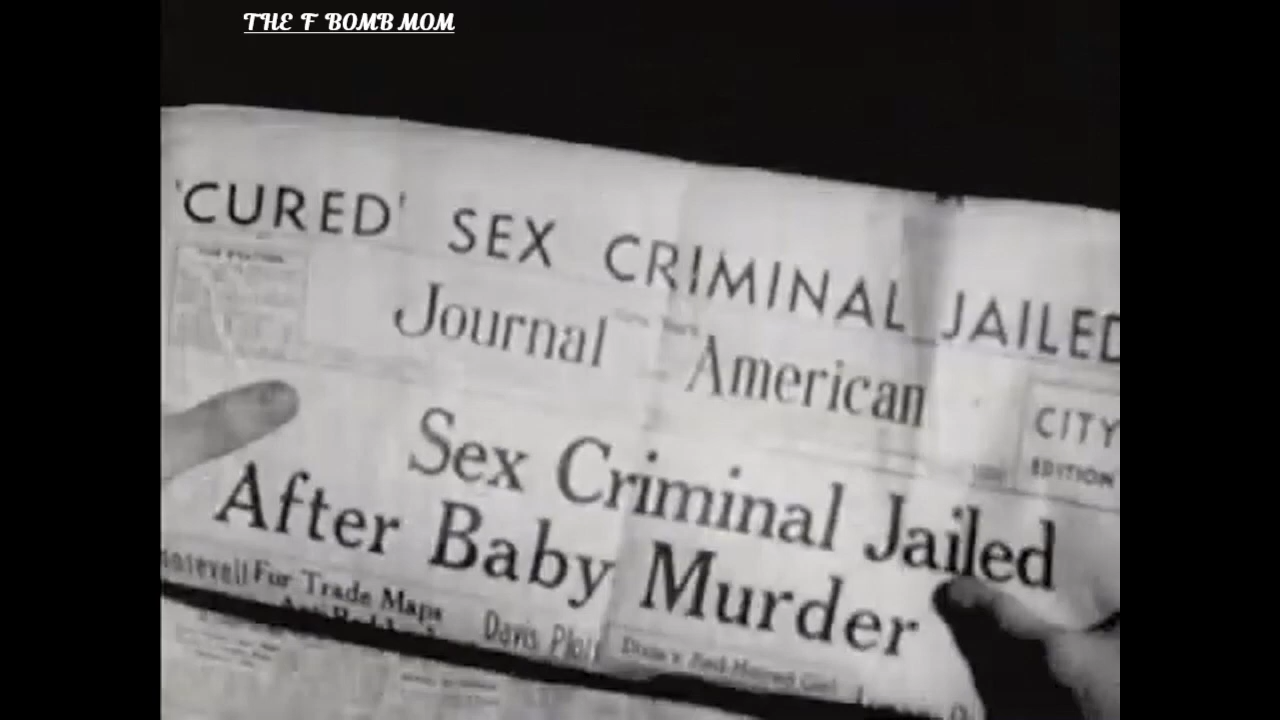 THE F BOMB MOM
'CURED' SEX CRIMINAL JAILED
Journal American
CITY
EDITION
Sex Criminal Jailed
After Baby Murder
Fur Trade Maps
Davis